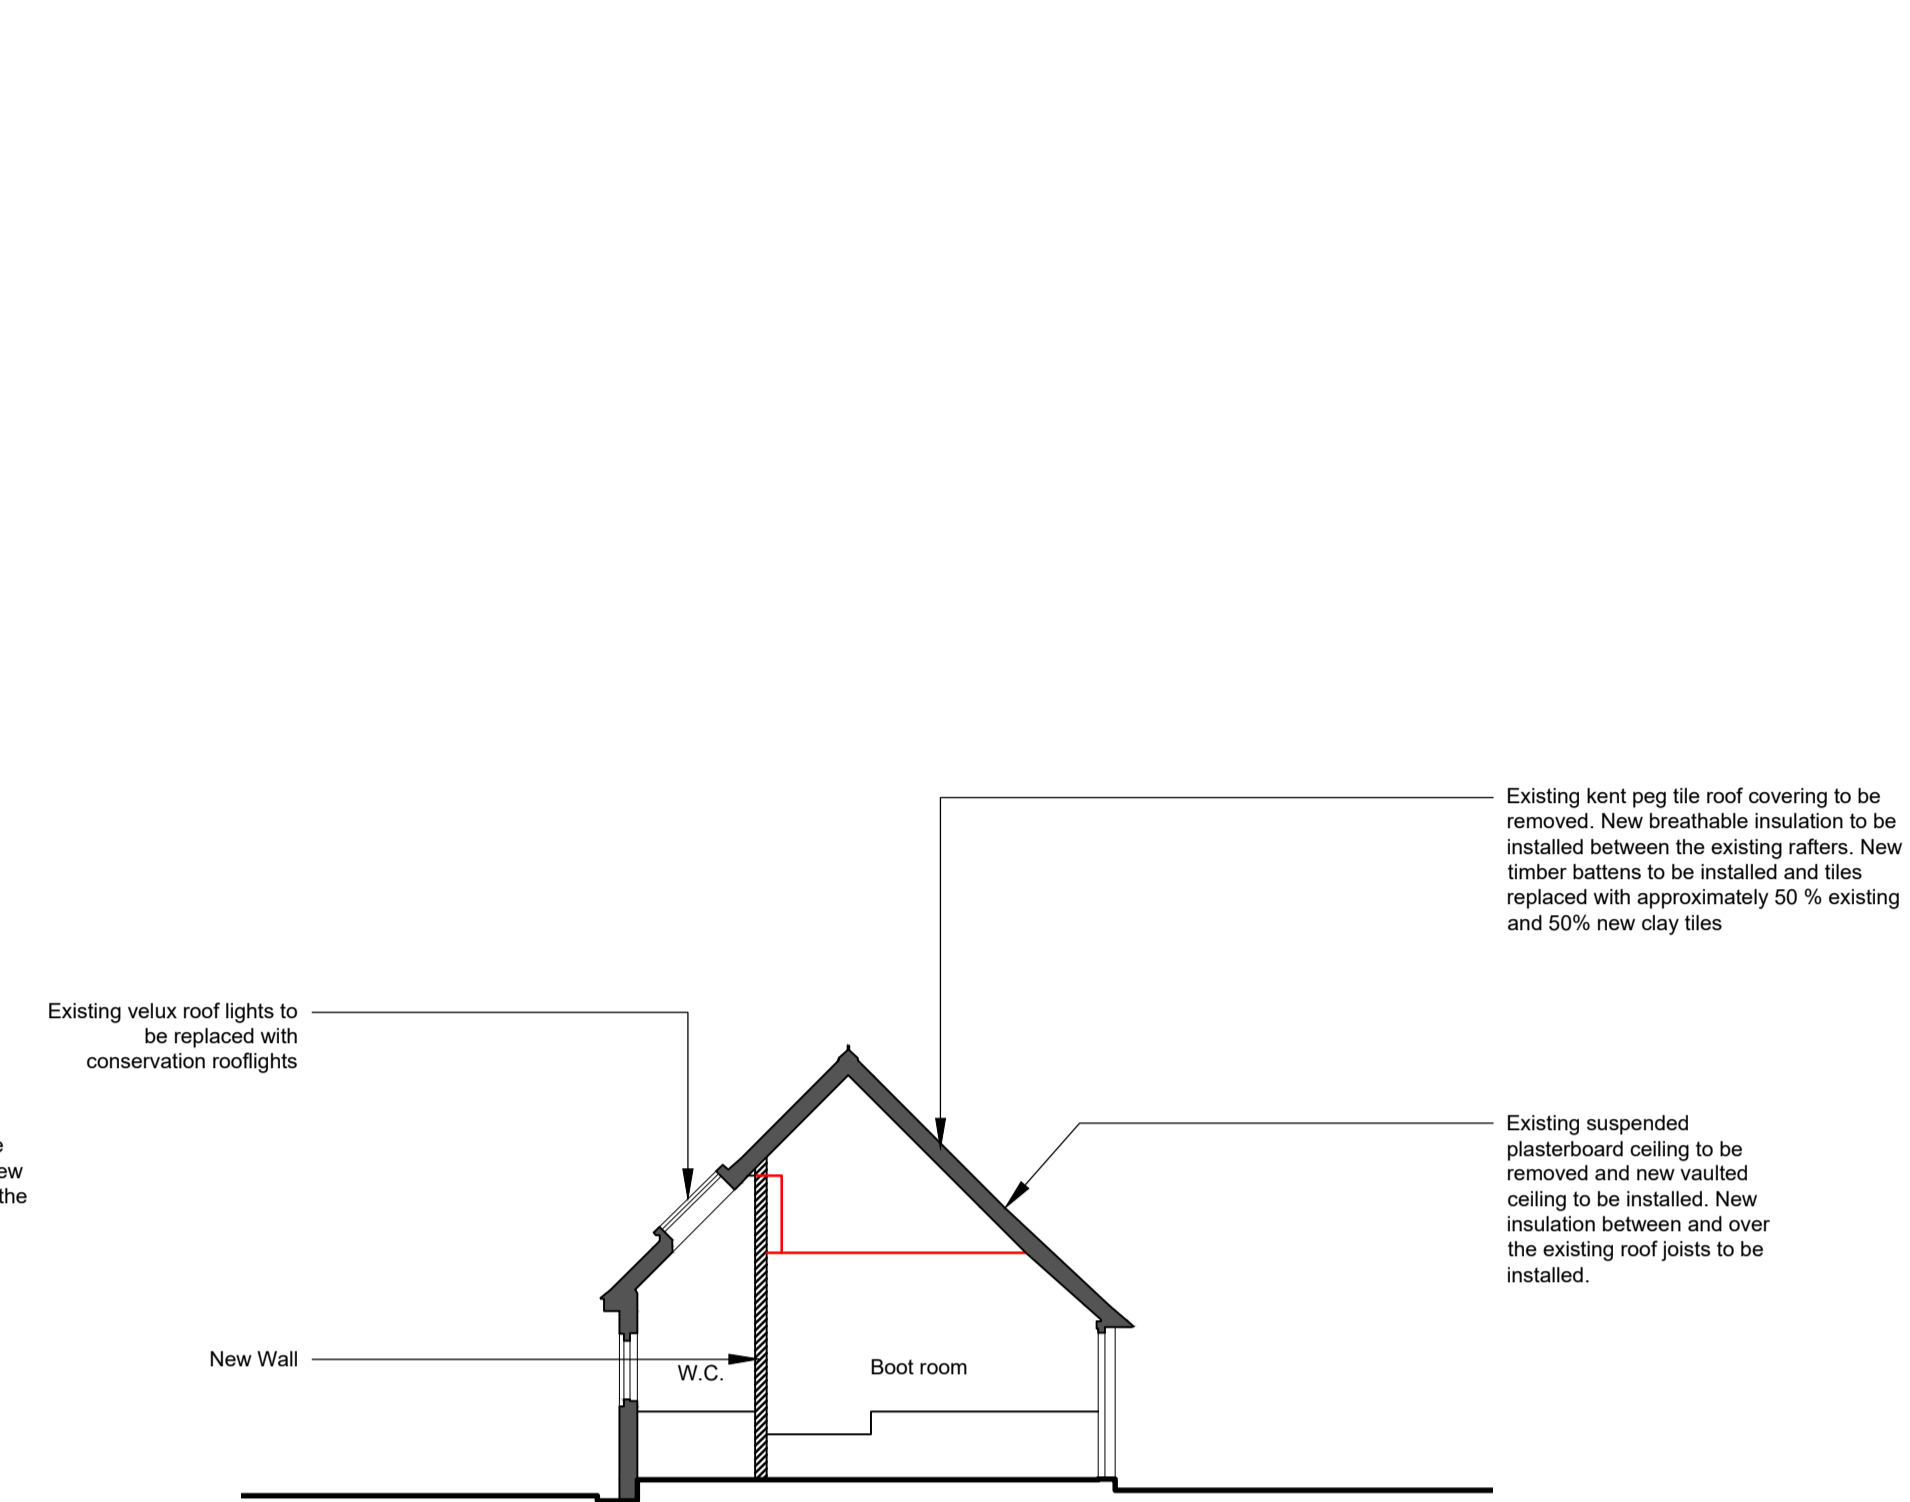 Existing kent peg tile roof covering to be
removed. New breathable insulation to be
installed between the existing rafters. New
timber battens to be installed and tiles
replaced with approximately 50 % existing
and 50% new clay tiles
Existing velux roof lights to
be replaced with
conservation rooflights
e
ew
the
Existing suspended
plasterboard ceiling to be
removed and new vaulted
ceiling to be installed. New
insulation between and over
the existing roof joists to be
installed.
New Wall
W.C.
Boot room